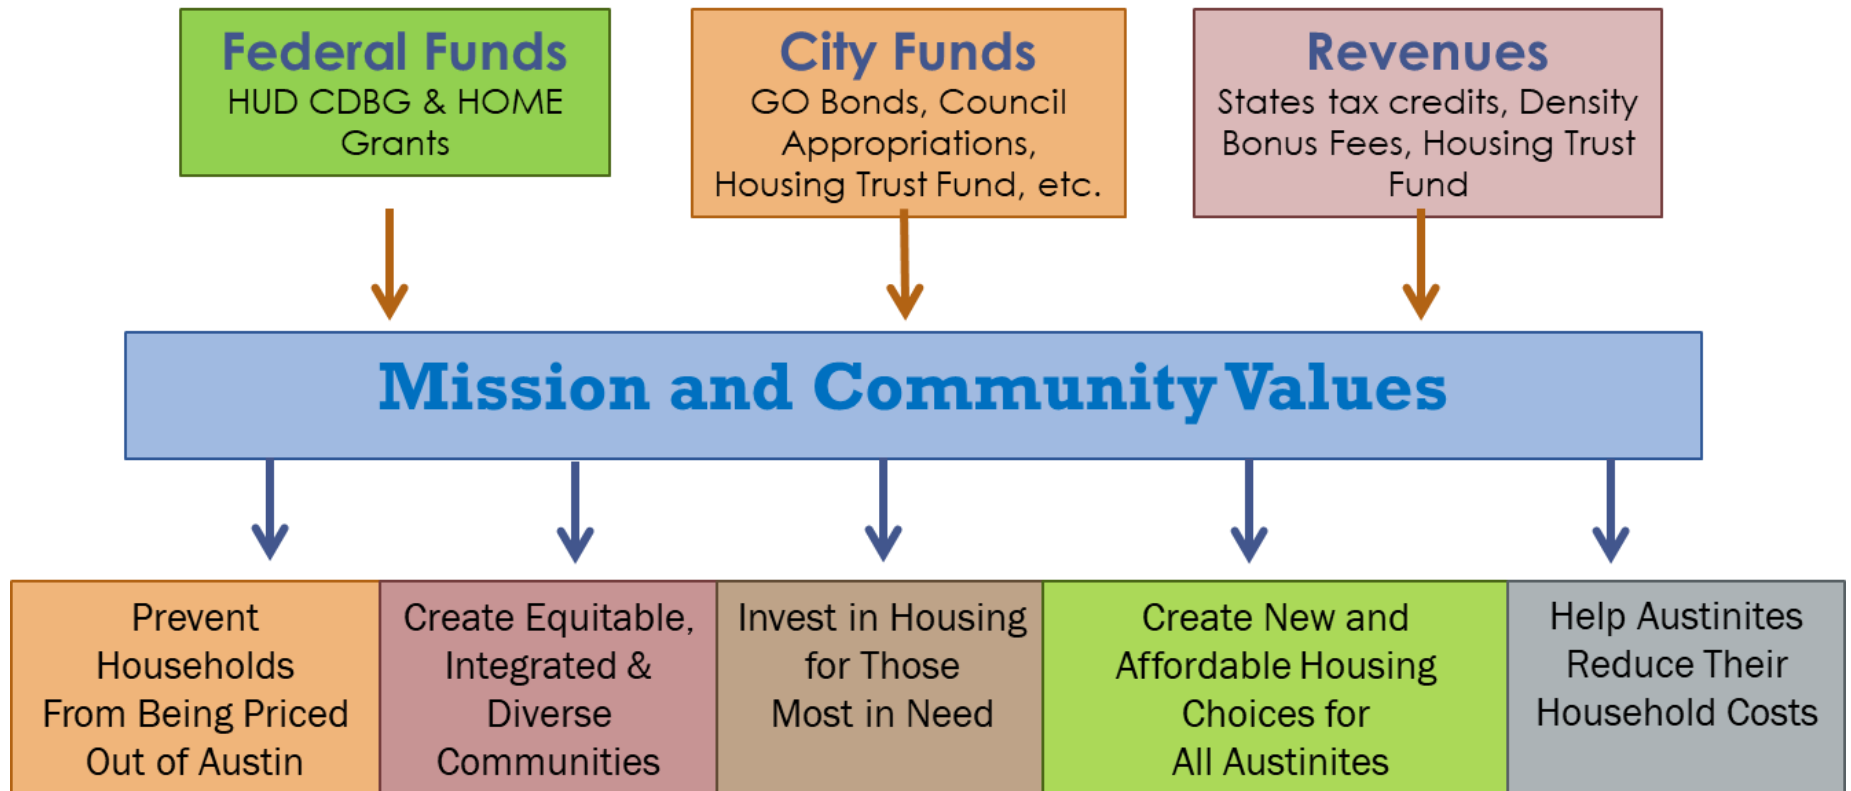 Federal Funds
HUD CDBG & HOME
Grants
City Funds
GO Bonds, Council
Appropriations,
Housing Trust Fund, etc.
Revenues
States tax credits, Density
Bonus Fees, Housing Trust
Fund
Mission and Community Values
Prevent
Households
From Being Priced
Out of Austin
Create Equitable,
Integrated &
Diverse
Communities
Invest in Housing
for Those
Most in Need
Create New and
Affordable Housing
Choices for
All Austinites
Help Austinites
Reduce Their
Household Costs